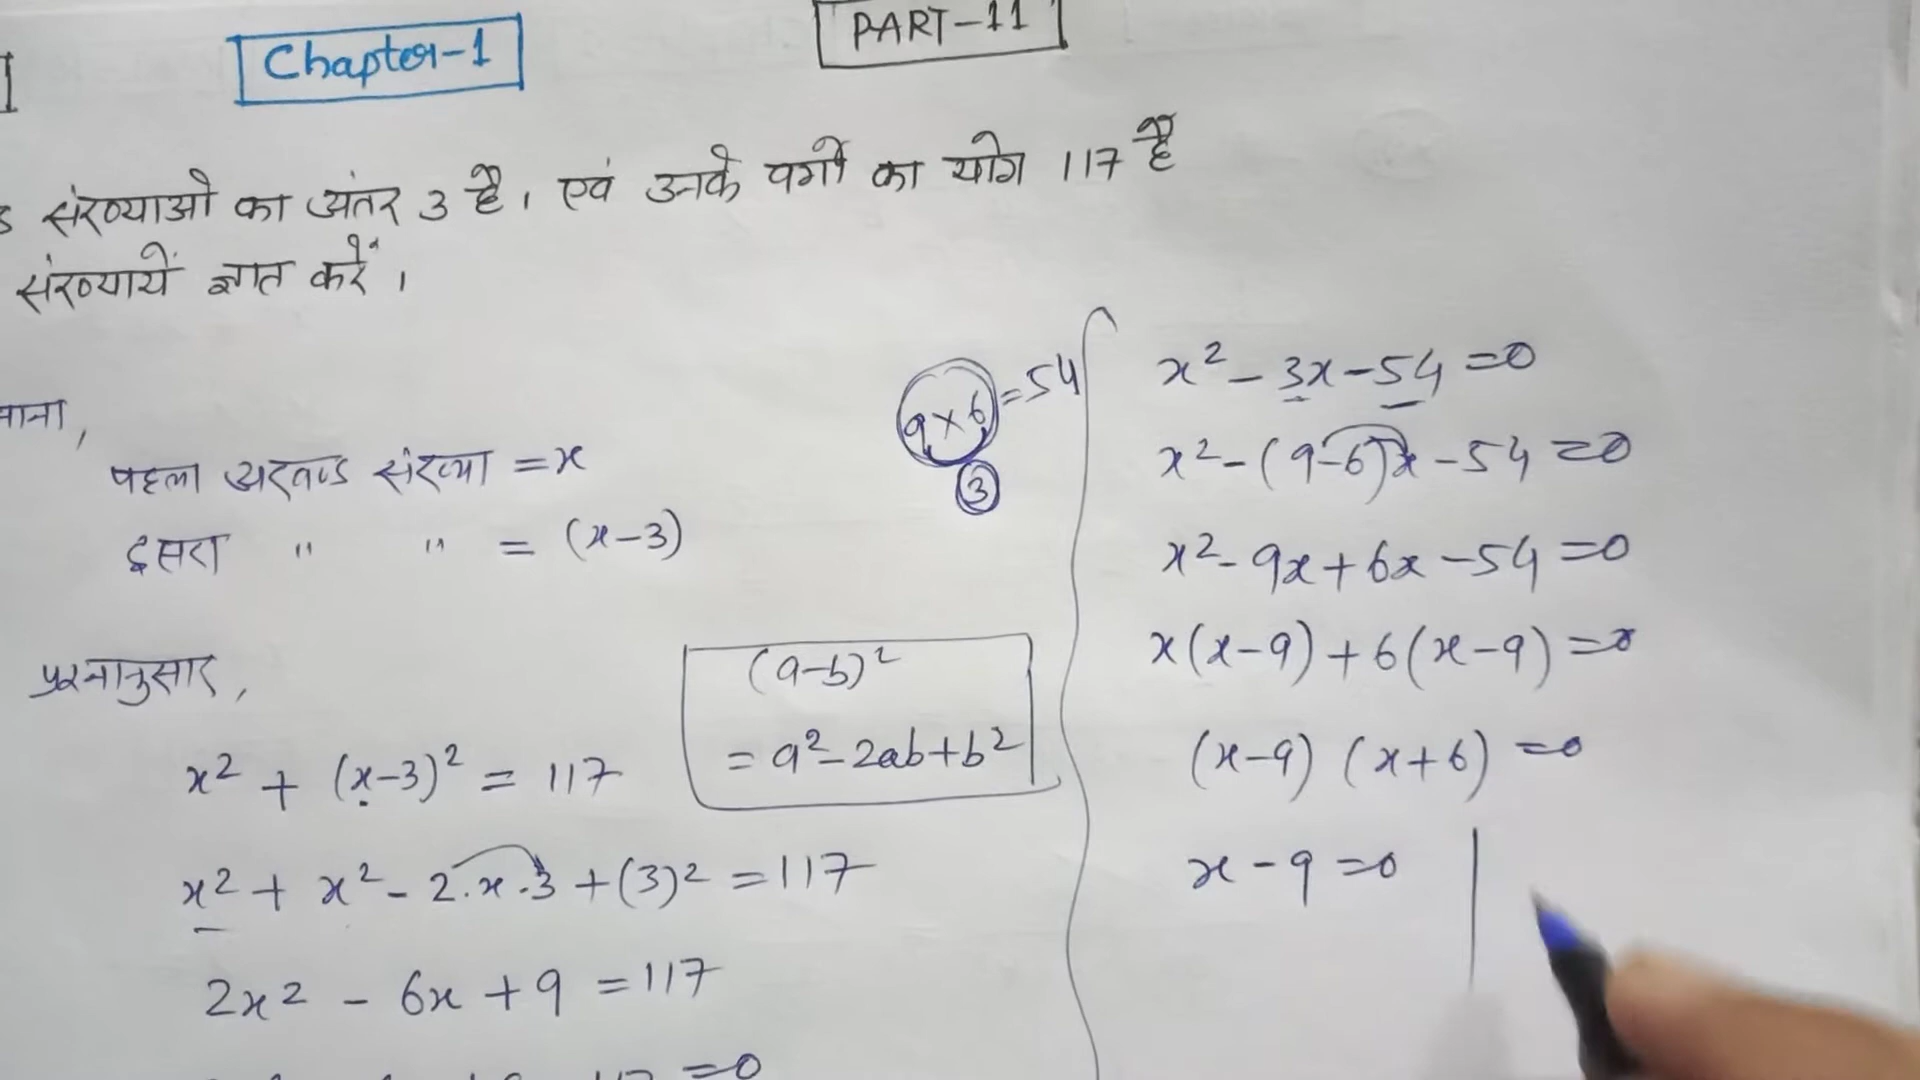 Chapter-1
PART-11
संख्याओ का अंतर 3 है। एवं उनके वर्गो का योग 117 है
संख्यायें ज्ञात करें।
माना,
पहला अखण्ड संख्या = x
दुसरा " " = (x-3)
प्रश्नानुसार,
x² + (x-3)² = 117
x² + x² - 2.x.3 + (3)² = 117
2x² - 6x + 9 = 117
=0
(a-b)²
= a² - 2ab + b²
9×6 = 54
3
x² - 3x - 54 = 0
x² - (9-6)x - 54 = 0
x² - 9x + 6x - 54 = 0
x(x-9) + 6(x-9) = 0
(x-9) (x+6) = 0
x - 9 = 0